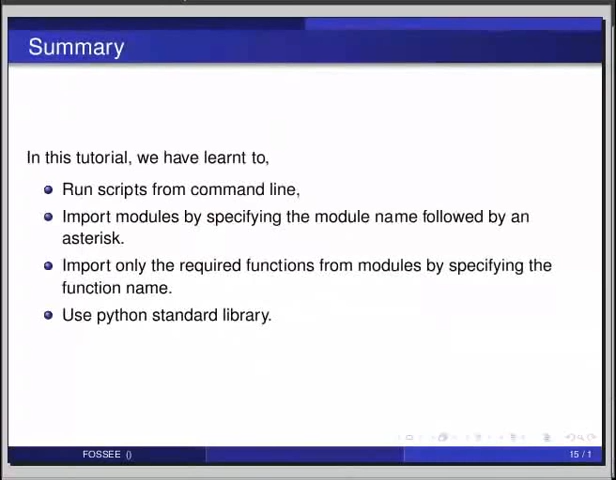 Summary
In this tutorial, we have learnt to,
Run scripts from command line,
Import modules by specifying the module name followed by an
asterisk.
Import only the required functions from modules by specifying the
function name.
Use python standard library.
FOSSEE ()
15 / 1